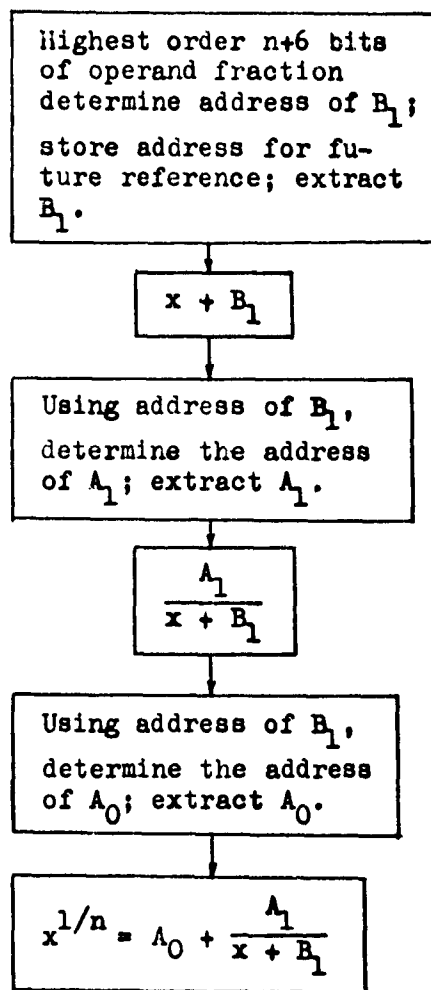 Highest order n+6 bits
of operand fraction
determine address of B₁;
store address for fu-
ture reference; extract
B₁.
x + B₁
Using address of B₁,
determine the address
of A₁; extract A₁.
A₁
x + B₁
Using address of B₁,
determine the address
of A₀; extract A₀.
x^{1/n} = A₀ + A₁ / (x + B₁)